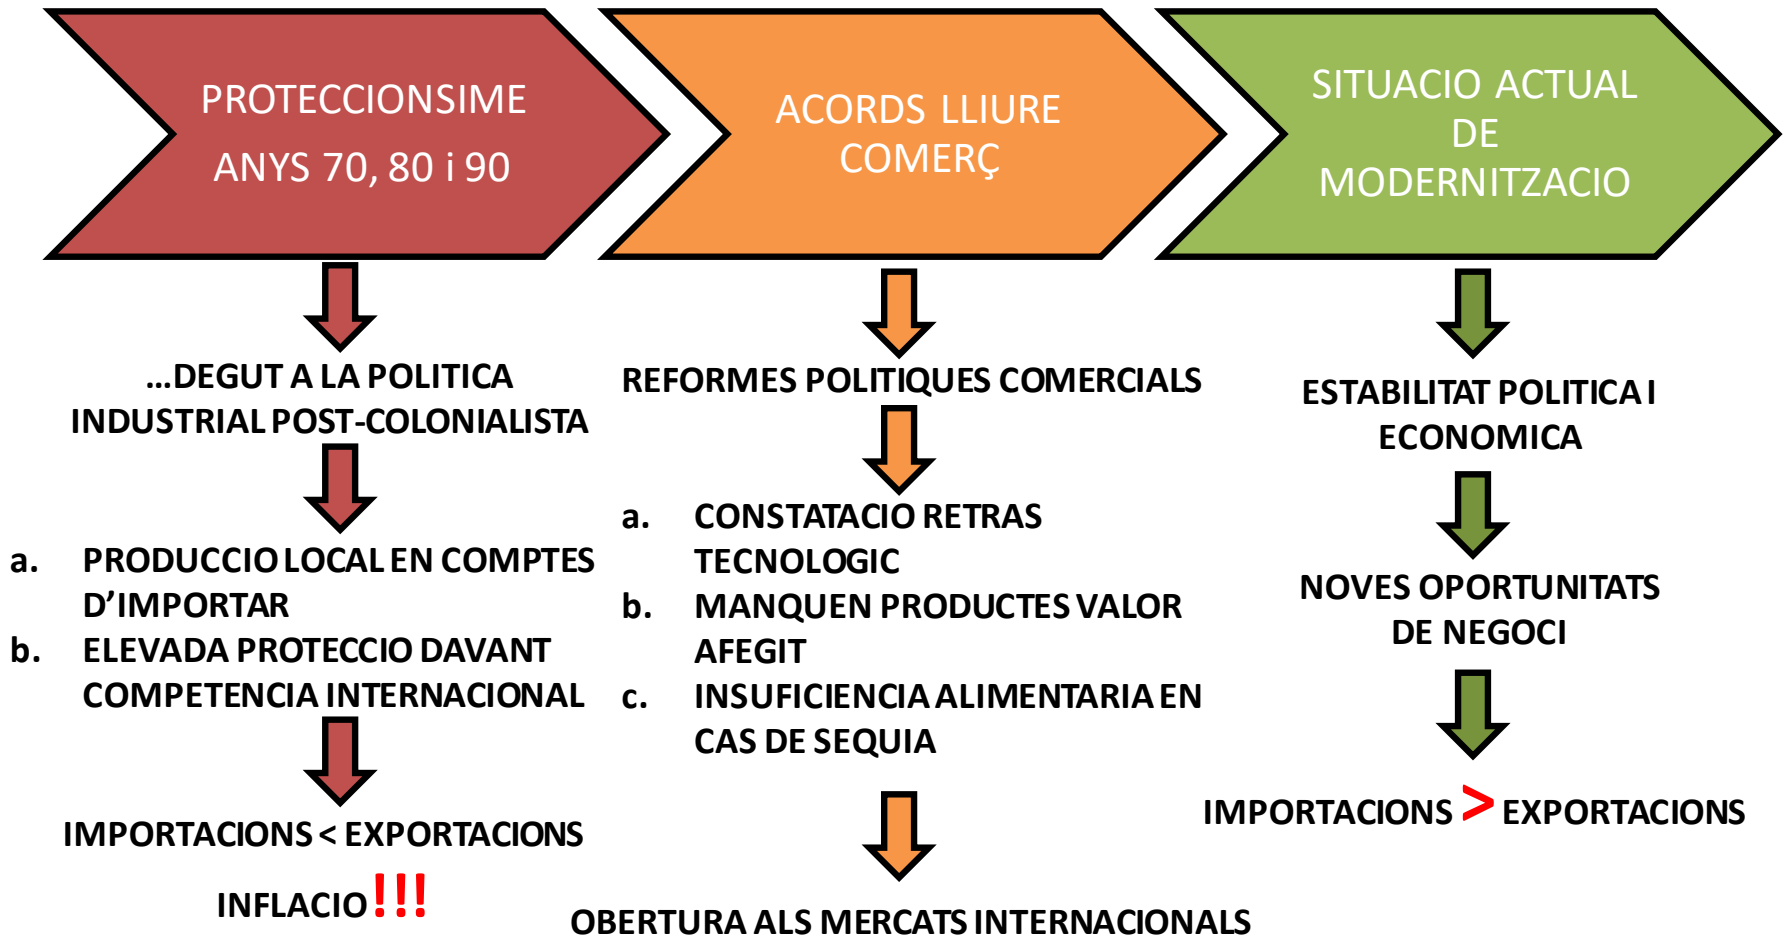 PROTECCIONSIME
ANYS 70, 80 i 90
...DEGUT A LA POLITICA
INDUSTRIAL POST-COLONIALISTA
a. PRODUCCIO LOCAL EN COMPTES
D'IMPORTAR
b. ELEVADA PROTECCIO DAVANT
COMPETENCIA INTERNACIONAL
IMPORTACIONS < EXPORTACIONS
INFLACIO!!!
ACORDS LLIURE
COMERÇ
REFORMES POLITIQUES COMERCIALS
a. CONSTATACIO RETRAS
TECNOLOGIC
b. MANQUEN PRODUCTES VALOR
AFEGIT
c. INSUFICIENCIA ALIMENTARIA EN
CAS DE SEQUIA
OBERTURA ALS MERCATS INTERNACIONALS
SITUACIO ACTUAL
DE
MODERNITZACIO
ESTABILITAT POLITICA I
ECONOMICA
NOVES OPORTUNITATS
DE NEGOCI
IMPORTACIONS > EXPORTACIONS